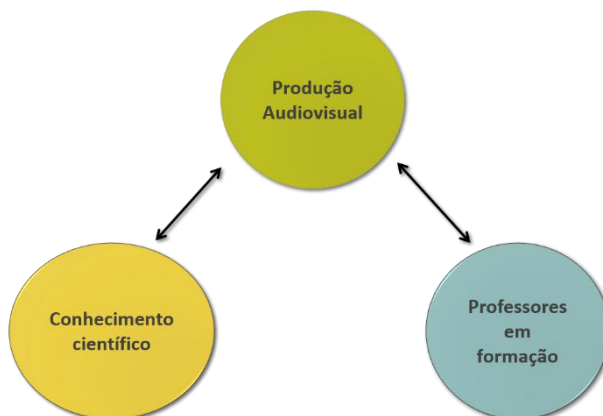 Produção
Audiovisual
Conhecimento
científico
Professores
em
formação